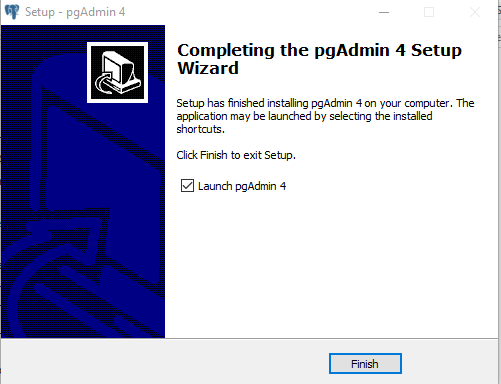 Setup - pgAdmin 4
Completing the pgAdmin 4 Setup
Wizard
Setup has finished installing pgAdmin 4 on your computer. The
application may be launched by selecting the installed
shortcuts.
Click Finish to exit Setup.
Launch pgAdmin 4
Finish